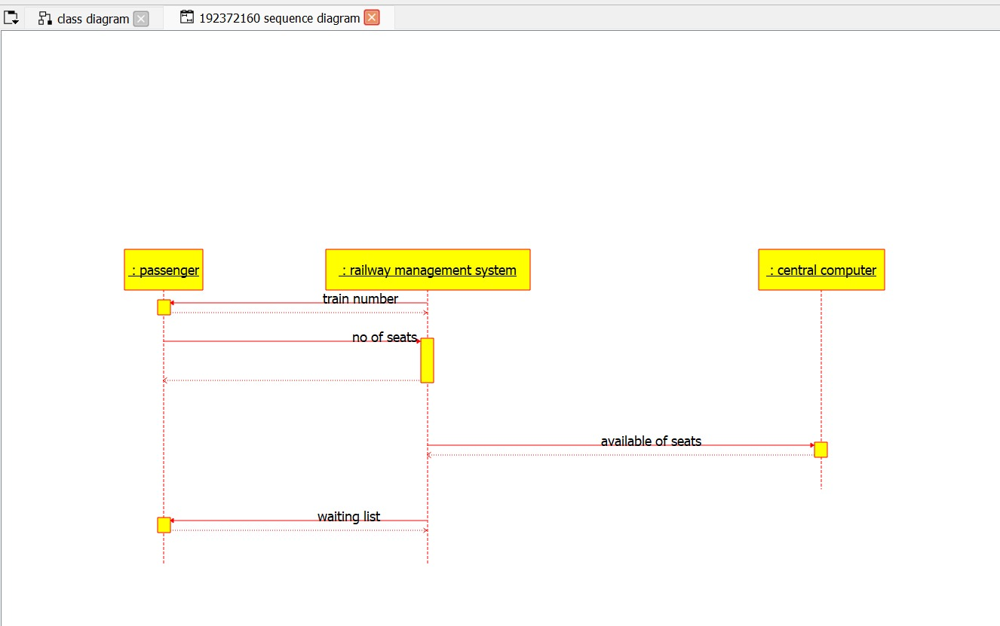 class diagram
192372160 sequence diagram
: passenger
: railway management system
: central computer
train number
no of seats
available of seats
waiting list